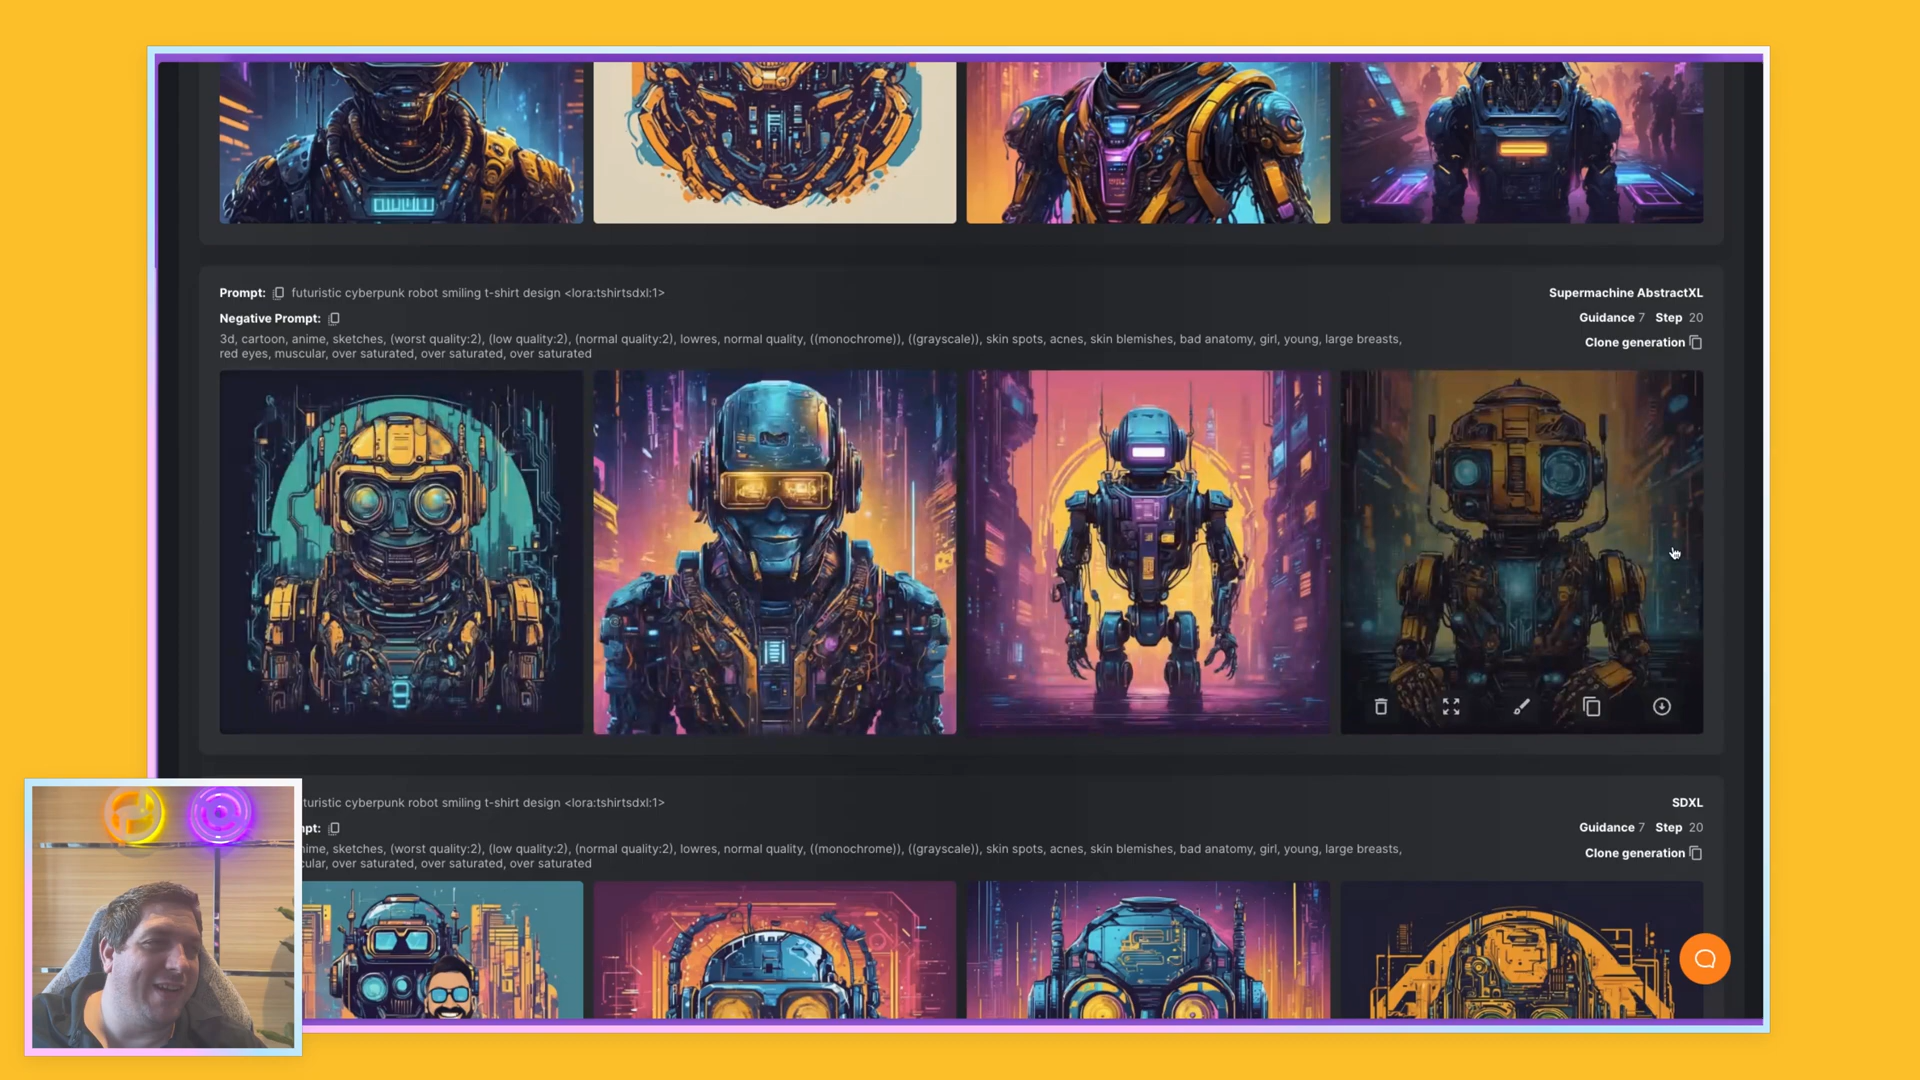 Prompt: futuristic cyberpunk robot smiling t-shirt design <lora:tshirtsdxl:1>
Supermachine AbstractXL
Negative Prompt:
Guidance 7 Step 20
3d, cartoon, anime, sketches, (worst quality:2), (low quality:2), (normal quality:2), lowres, normal quality, ((monochrome)), ((grayscale)), skin spots, acnes, skin blemishes, bad anatomy, girl, young, large breasts,
Clone generation
red eyes, muscular, over saturated, over saturated, over saturated
turistic cyberpunk robot smiling t-shirt design <lora:tshirtsdxl:1>
SDXL
npt:
Guidance 7 Step 20
ime, sketches, (worst quality:2), (low quality:2), (normal quality:2), lowres, normal quality, ((monochrome)), ((grayscale)), skin spots, acnes, skin blemishes, bad anatomy, girl, young, large breasts,
Clone generation
cular, over saturated, over saturated, over saturated